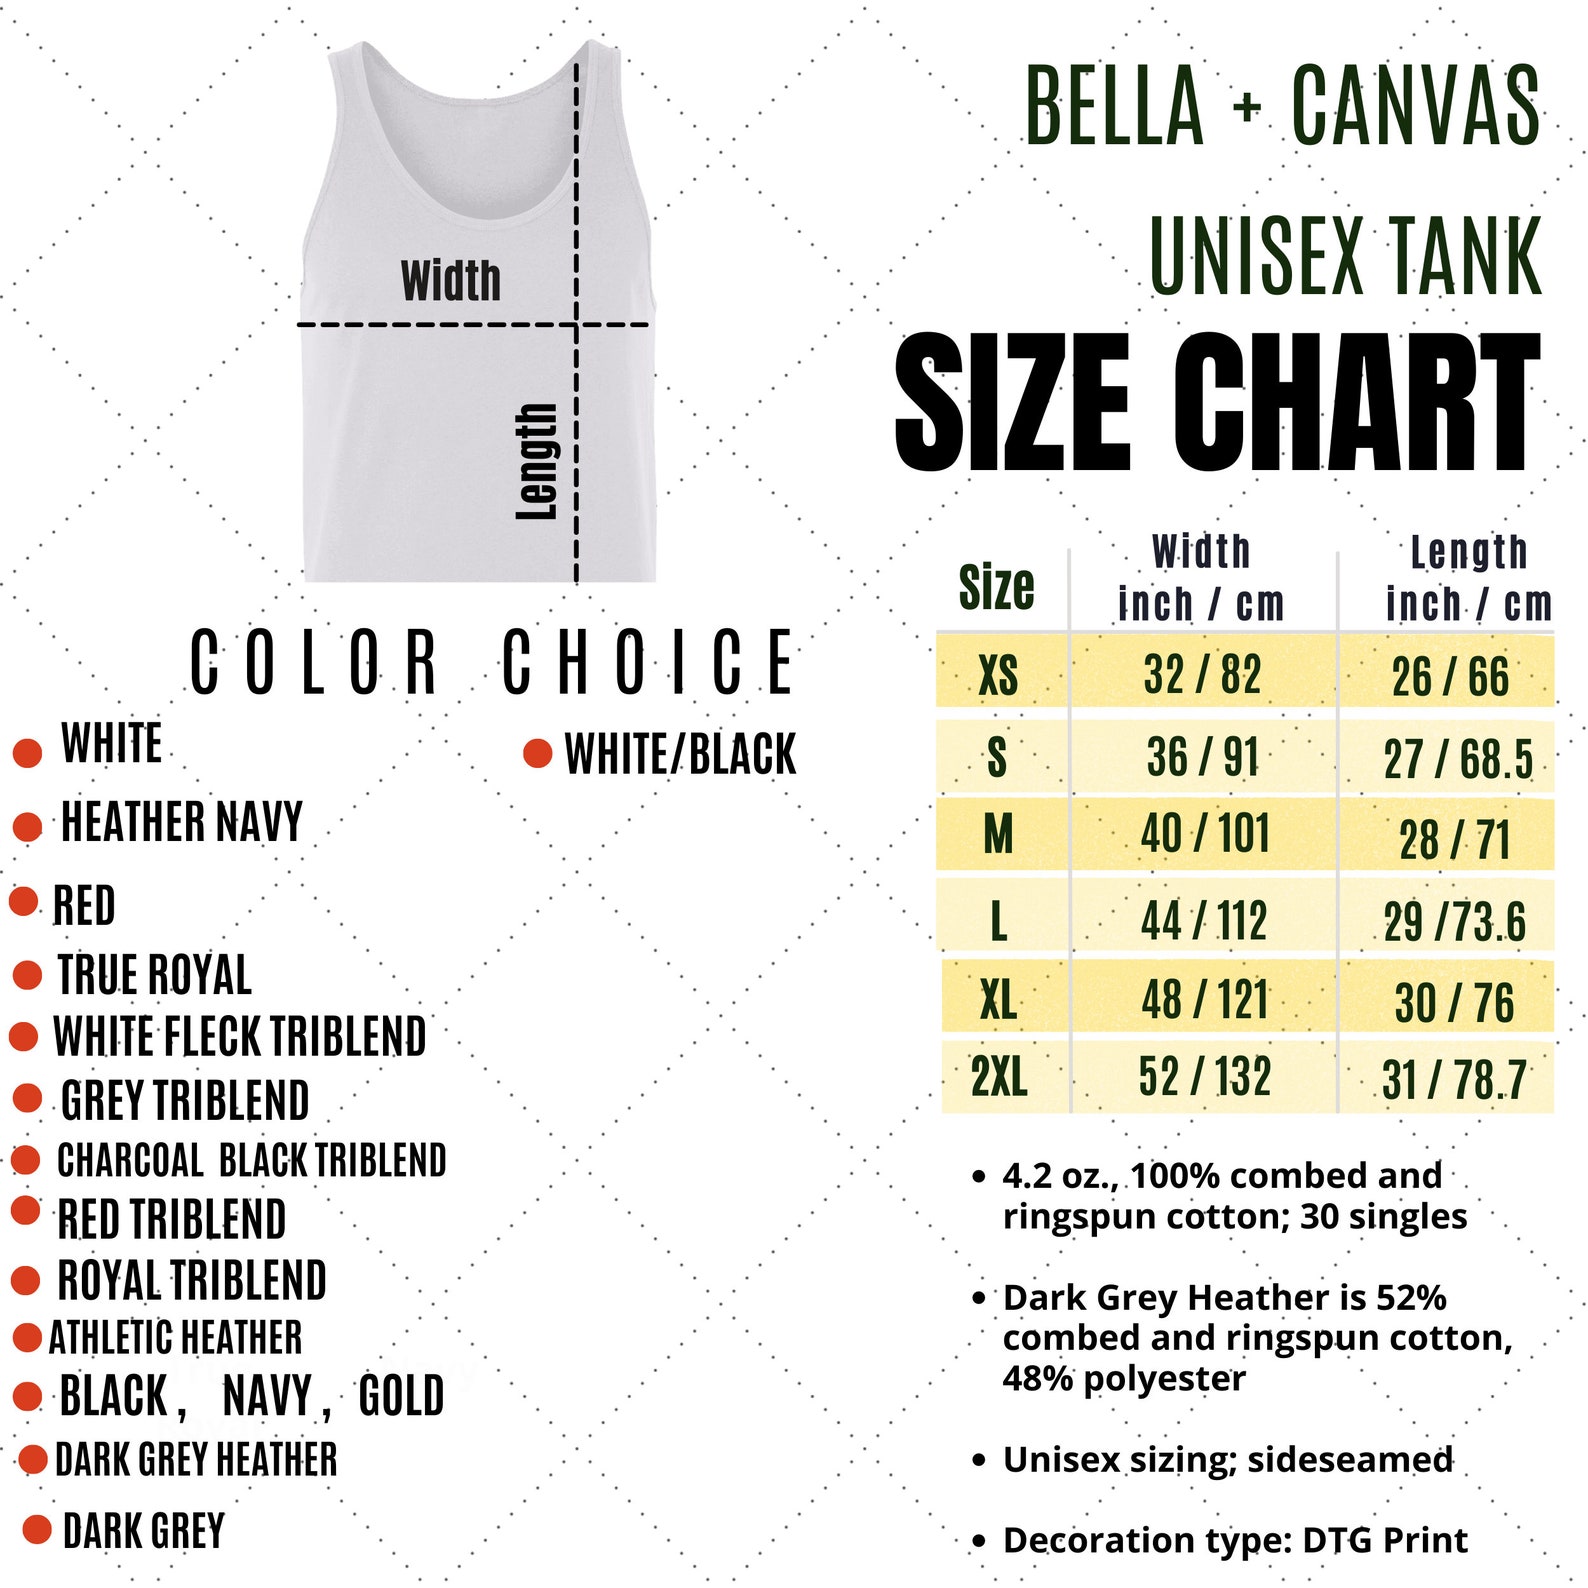 BELLA + CANVAS
UNISEX TANK
SIZE CHART
Width
Length
Size
Width
inch / cm
Length
inch / cm
XS 32 / 82 26 / 66
S 36 / 91 27 / 68.5
M 40 / 101 28 / 71
L 44 / 112 29 /73.6
XL 48 / 121 30 / 76
2XL 52 / 132 31 / 78.7
COLOR CHOICE
WHITE
HEATHER NAVY
RED
TRUE ROYAL
WHITE FLECK TRIBLEND
GREY TRIBLEND
CHARCOAL BLACK TRIBLEND
RED TRIBLEND
ROYAL TRIBLEND
ATHLETIC HEATHER
BLACK , NAVY , GOLD
DARK GREY HEATHER
DARK GREY
WHITE/BLACK
• 4.2 oz., 100% combed and
ringspun cotton; 30 singles
• Dark Grey Heather is 52%
combed and ringspun cotton,
48% polyester
• Unisex sizing; sideseamed
• Decoration type: DTG Print